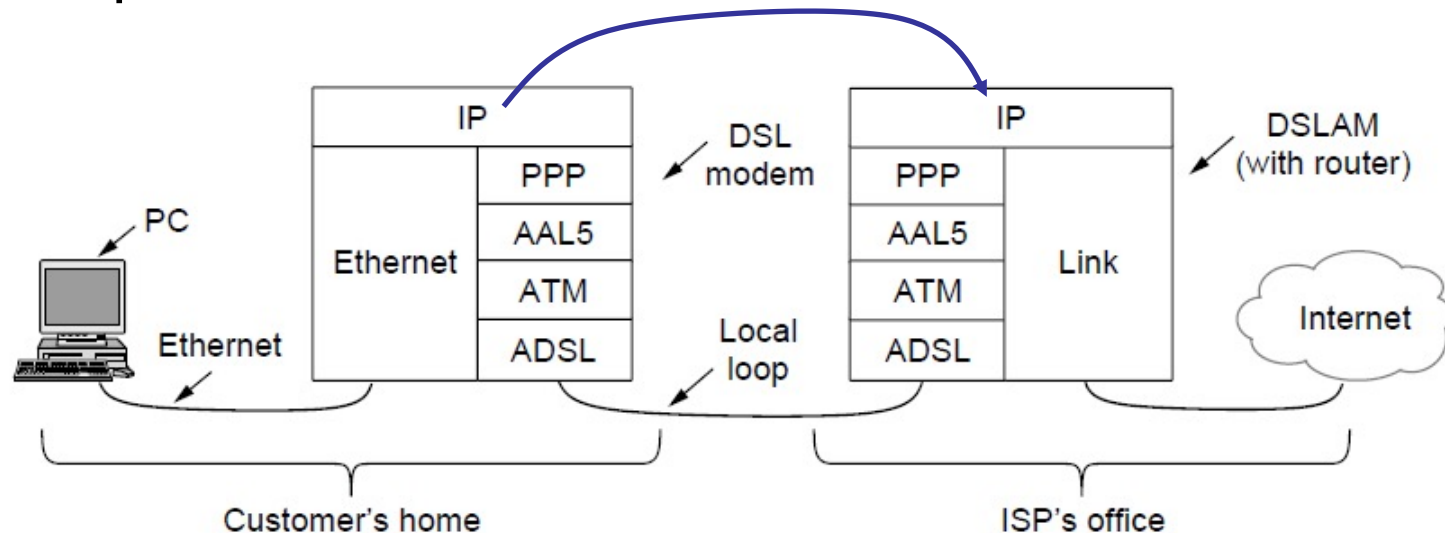 IP
IP
DSL
modem
DSLAM
(with router)
PPP
PPP
PC
AAL5
AAL5
Ethernet
Link
ATM
ATM
Internet
Ethernet
ADSL
Local
loop
ADSL
Customer's home
ISP's office